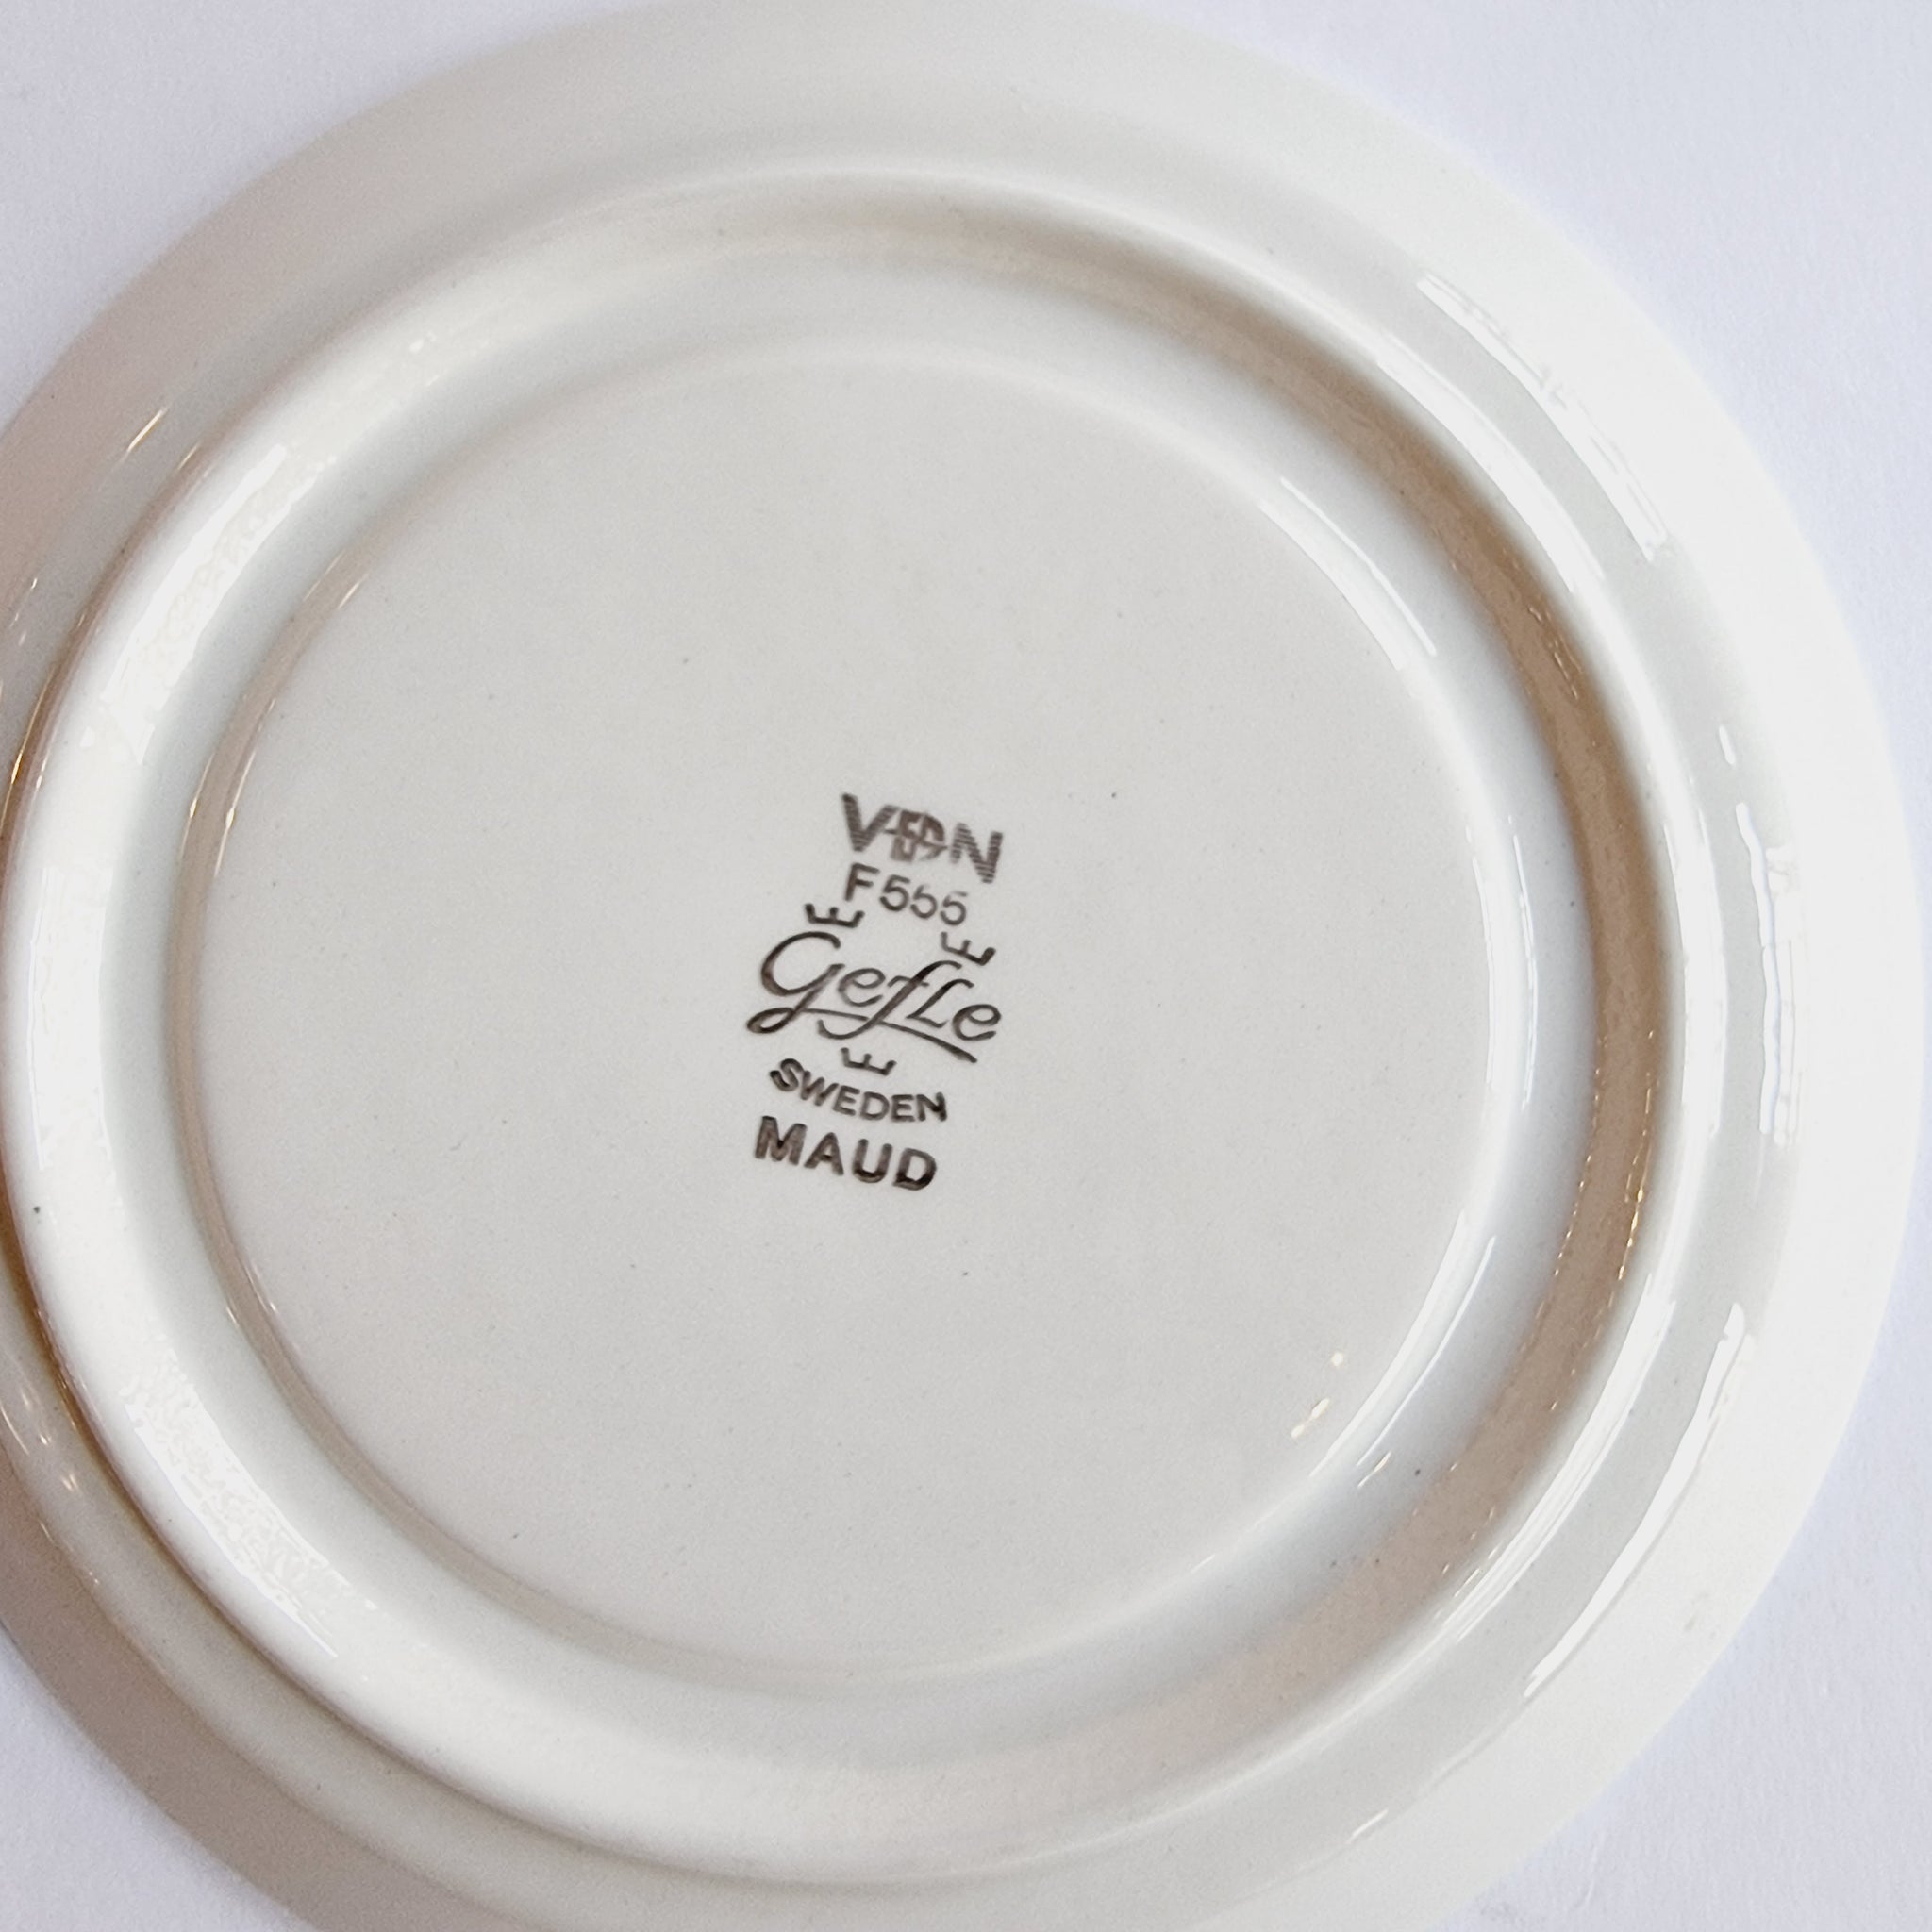 VDN
F555
Gefle
SWEDEN
MAUD